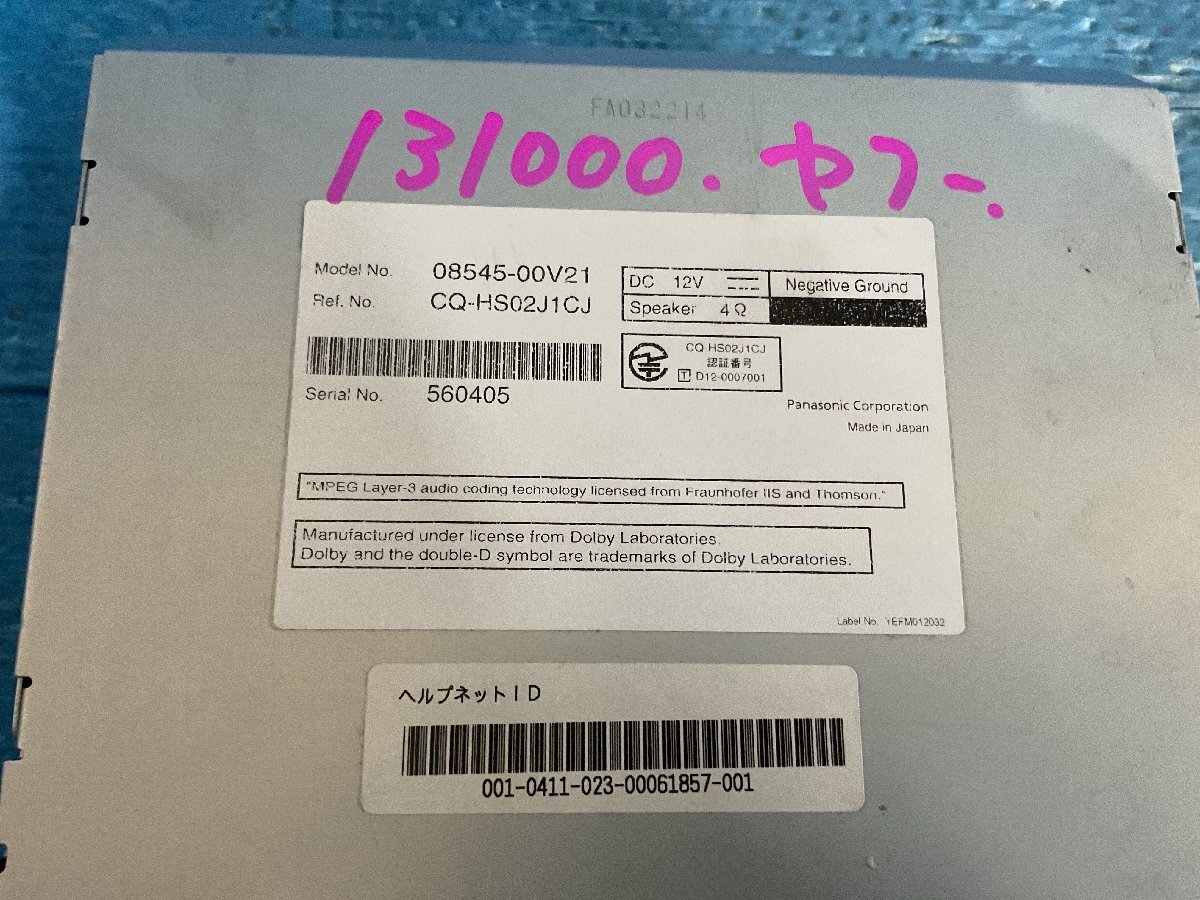 FA032214
131000.ヤフー.
Model No. 08545-00V21
Ref. No. CQ-HS02J1CJ
DC 12V Negative Ground
Speaker 4Ω
CQ-HS02J1CJ
認証番号
T D12-0007001
Serial No. 560405
Panasonic Corporation
Made in Japan
"MPEG Layer-3 audio coding technology licensed from Fraunhofer IIS and Thomson."
Manufactured under license from Dolby Laboratories.
Dolby and the double-D symbol are trademarks of Dolby Laboratories.
Label No. YEFM012032
ヘルプネットID
001-0411-023-00061857-001